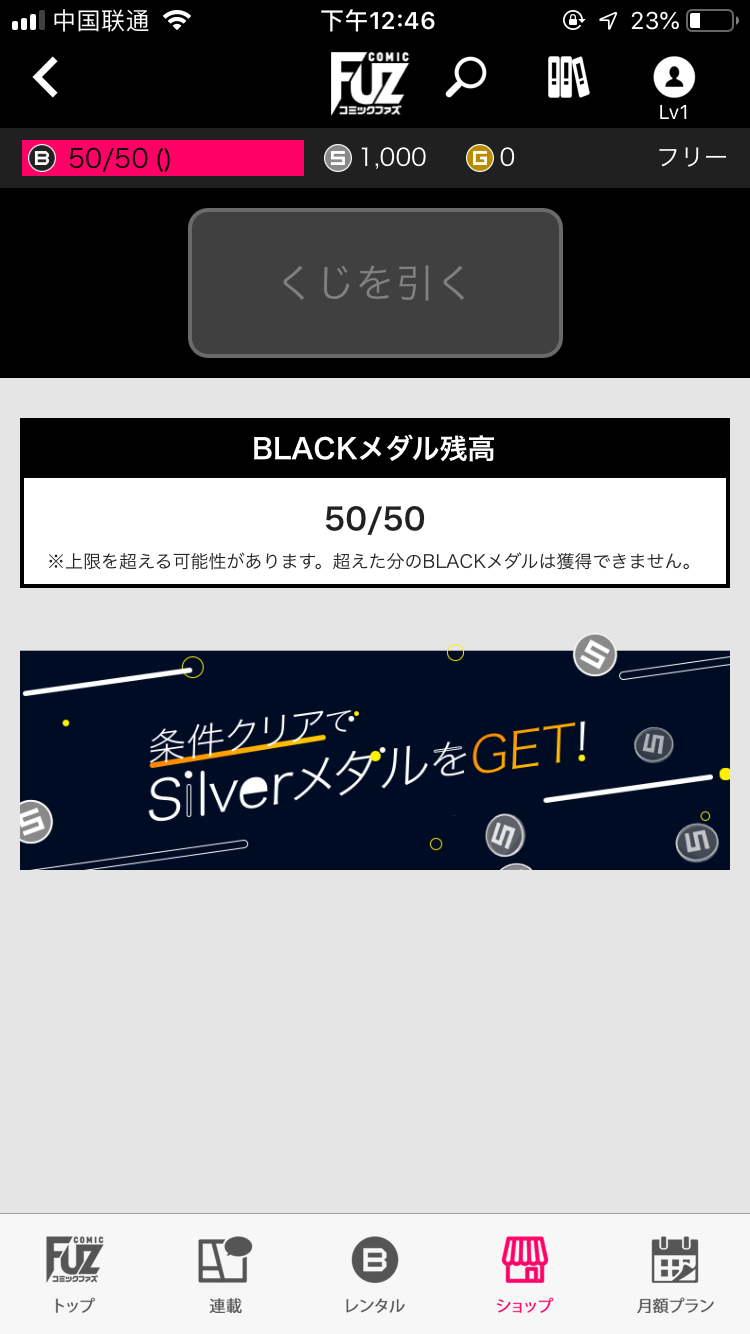 中国联通 下午12:46 23%
COMIC
FUZ
コミックファズ
Lv1
B 50/50 () S 1,000 G 0 フリー
くじを引く
BLACKメダル残高
50/50
※上限を超える可能性があります。超えた分のBLACKメダルは獲得できません。
条件クリアで
SilverメダルをGET!
COMIC
FUZ
コミックファズ
トップ 連載 レンタル ショップ 月額プラン